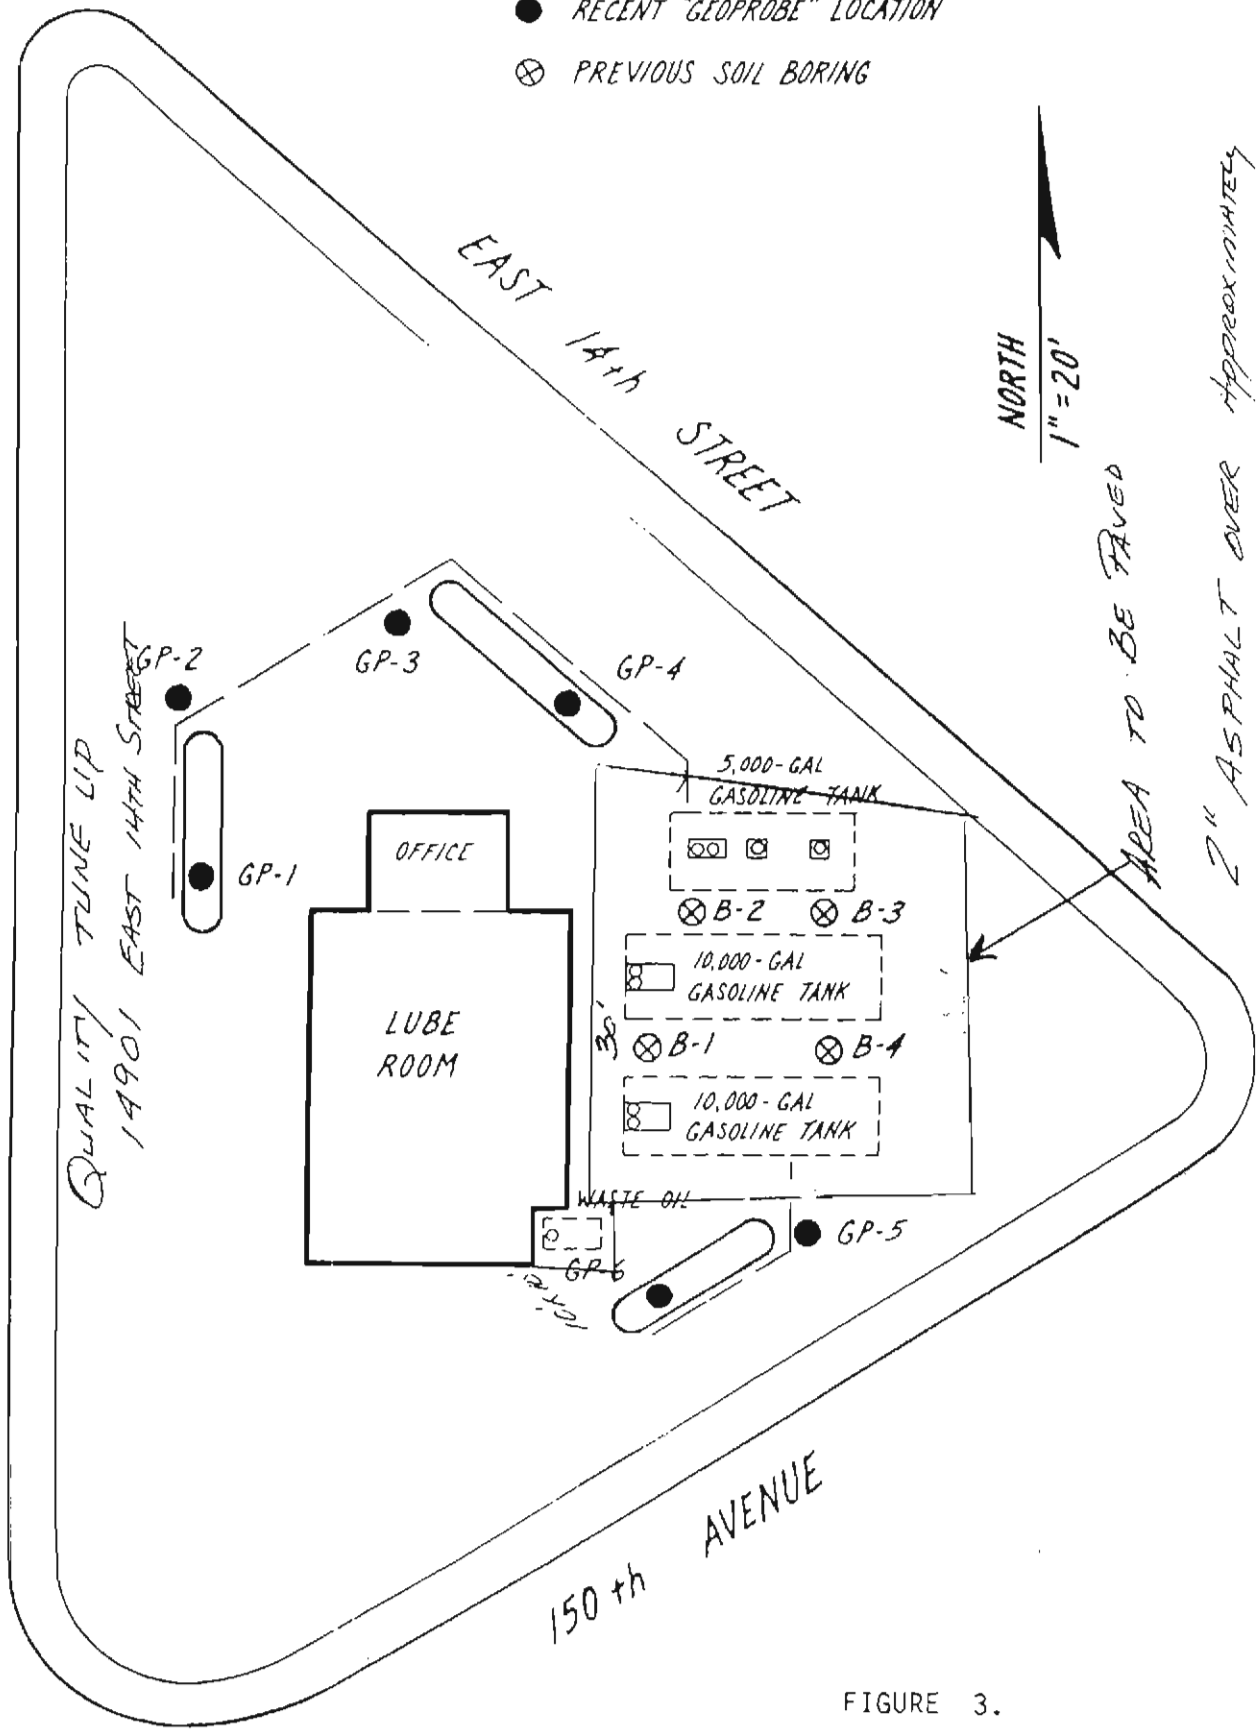 RECENT "GEOPROBE" LOCATION
PREVIOUS SOIL BORING
EAST 14th STREET
NORTH
1" = 20'
AREA TO BE PAVED
2" ASPHALT OVER APPROXIMATELY
QUALITY TUNE UP
14901 EAST 14TH STREET
GP-2
GP-3
GP-4
GP-1
5,000-GAL
GASOLINE TANK
OFFICE
B-2
B-3
10,000-GAL
GASOLINE TANK
LUBE
ROOM
30'
B-1
B-4
10,000-GAL
GASOLINE TANK
WASTE OIL
GP-5
GP-6
150th AVENUE
FIGURE 3.